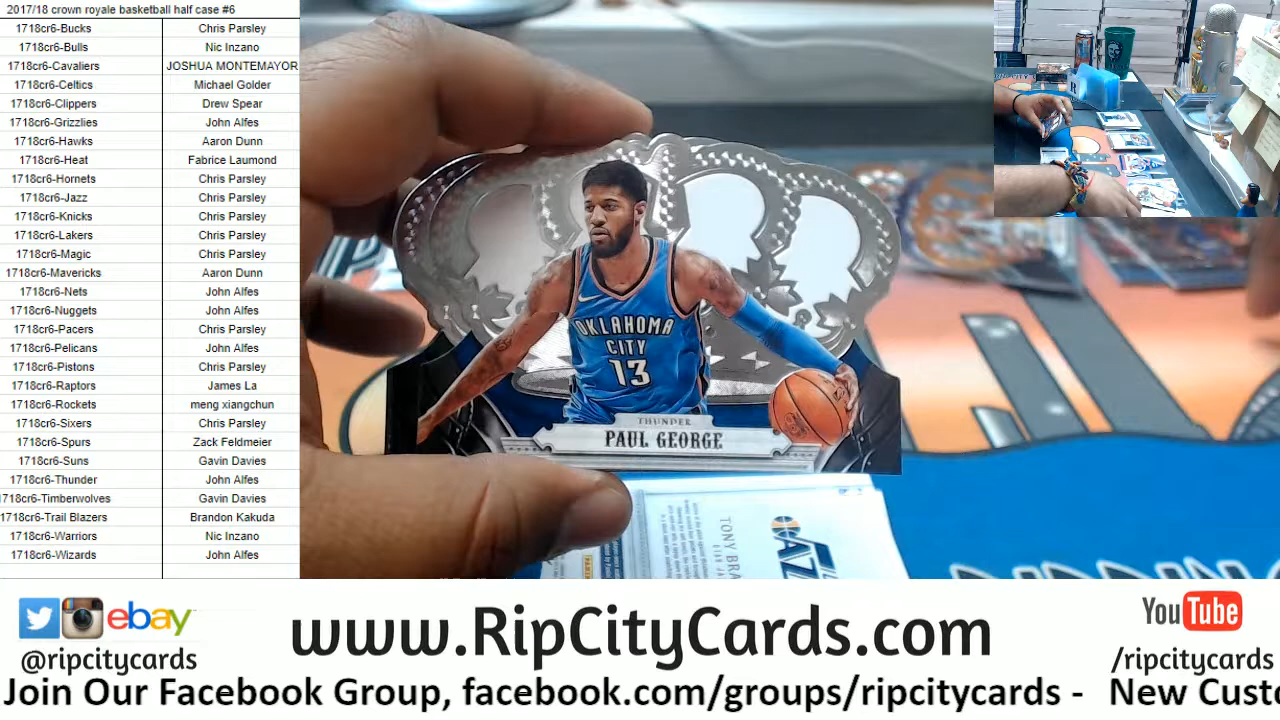 2017/18 crown royale basketball half case #6
1718cr6-Bucks Chris Parsley
1718cr6-Bulls Nic Inzano
1718cr6-Cavaliers JOSHUA MONTEMAYOR
1718cr6-Celtics Michael Golder
1718cr6-Clippers Drew Spear
1718cr6-Grizzlies John Alfes
1718cr6-Hawks Aaron Dunn
1718cr6-Heat Fabrice Laumond
1718cr6-Hornets Chris Parsley
1718cr6-Jazz Chris Parsley
1718cr6-Knicks Chris Parsley
1718cr6-Lakers Chris Parsley
1718cr6-Magic Chris Parsley
1718cr6-Mavericks Aaron Dunn
1718cr6-Nets John Alfes
1718cr6-Nuggets John Alfes
1718cr6-Pacers Chris Parsley
1718cr6-Pelicans John Alfes
1718cr6-Pistons Chris Parsley
1718cr6-Raptors James La
1718cr6-Rockets meng xiangchun
1718cr6-Sixers Chris Parsley
1718cr6-Spurs Zack Feldmeier
1718cr6-Suns Gavin Davies
1718cr6-Thunder John Alfes
1718cr6-Timberwolves Gavin Davies
1718cr6-Trail Blazers Brandon Kakuda
1718cr6-Warriors Nic Inzano
1718cr6-Wizards John Alfes
OKLAHOMA
CITY
13
THUNDER
PAUL GEORGE
TONY BRA
ebay
@ripcitycards
www.RipCityCards.com
YouTube
/ripcitycards
Join Our Facebook Group, facebook.com/groups/ripcitycards - New Custo